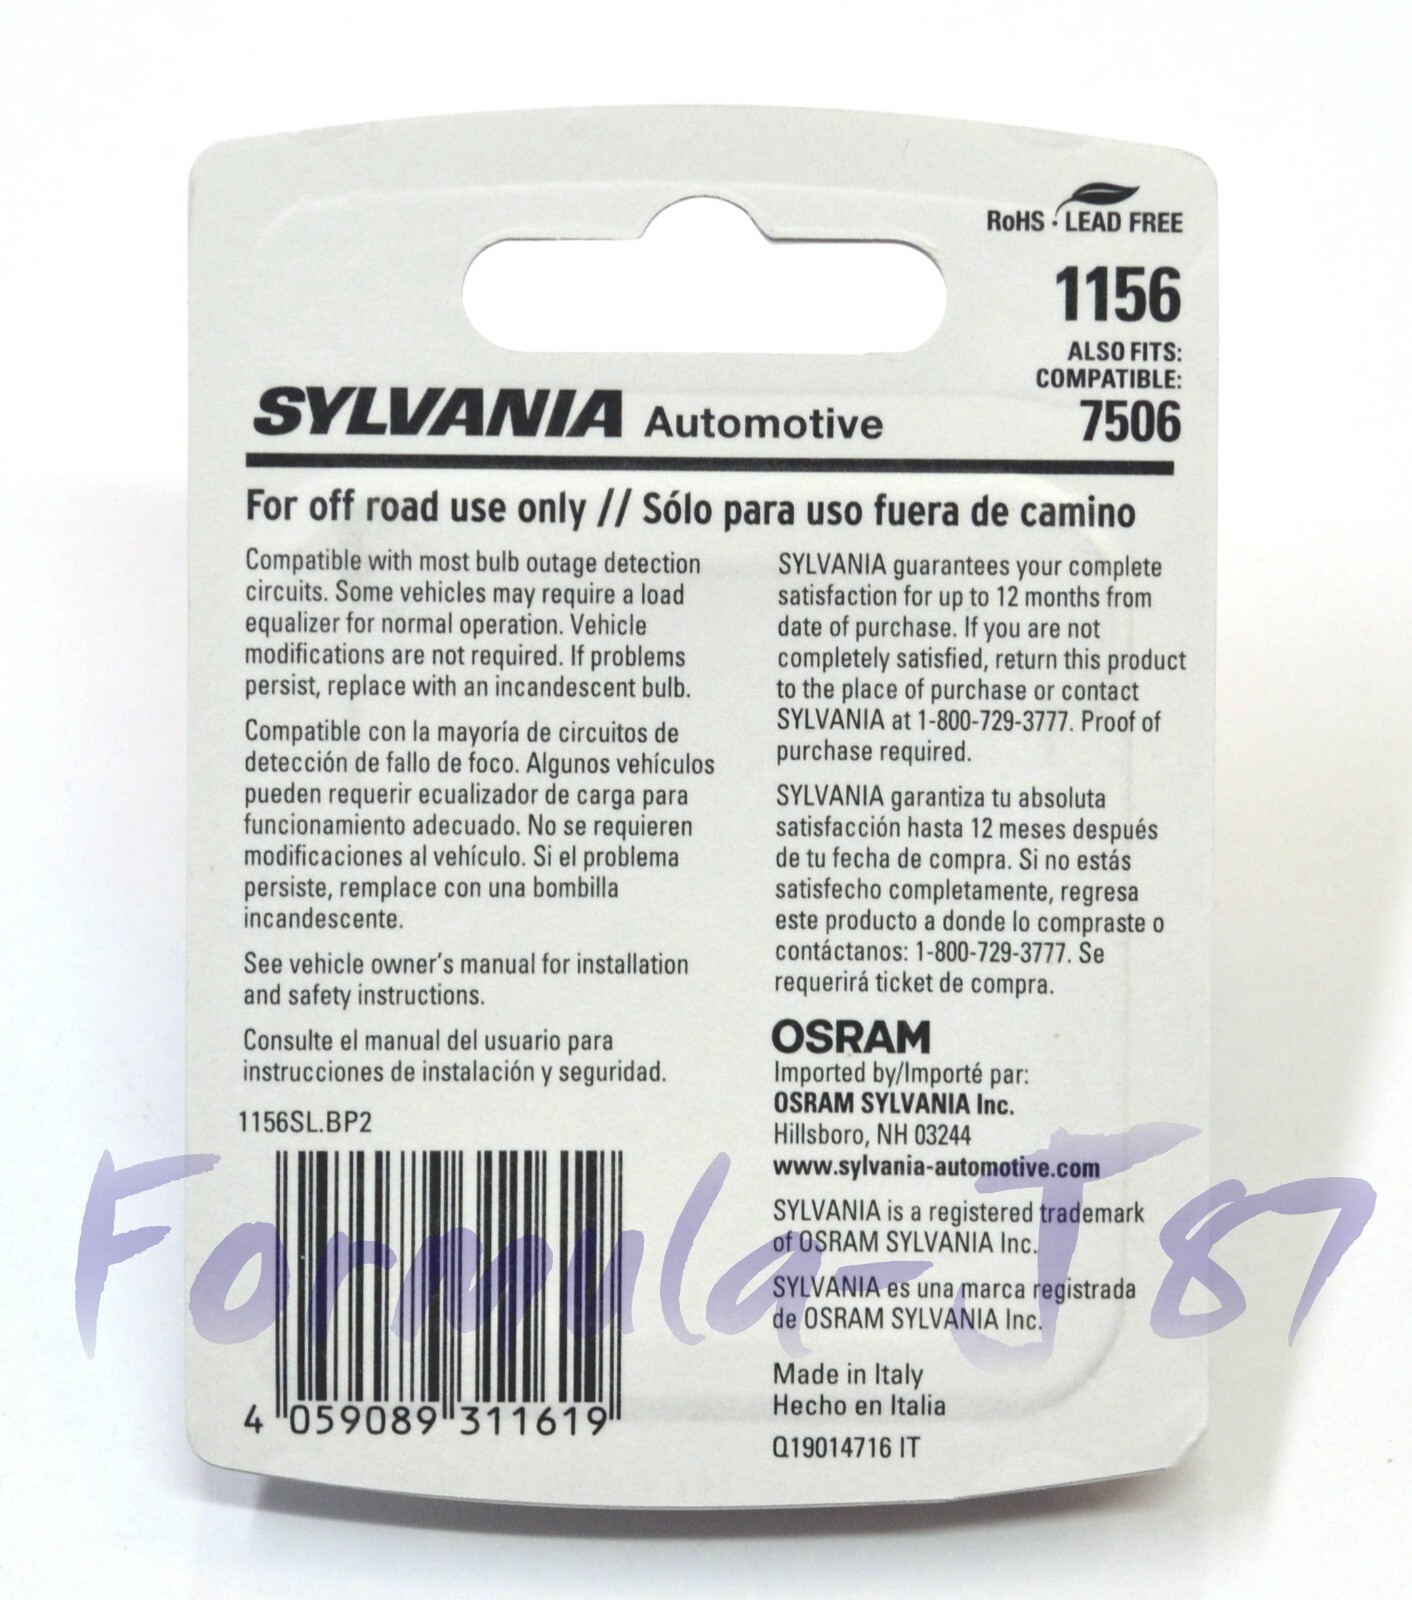 RoHS · LEAD FREE
1156
ALSO FITS:
COMPATIBLE:
7506
SYLVANIA Automotive
For off road use only // Sólo para uso fuera de camino
Compatible with most bulb outage detection
circuits. Some vehicles may require a load
equalizer for normal operation. Vehicle
modifications are not required. If problems
persist, replace with an incandescent bulb.
Compatible con la mayoría de circuitos de
detección de fallo de foco. Algunos vehículos
pueden requerir ecualizador de carga para
funcionamiento adecuado. No se requieren
modificaciones al vehículo. Si el problema
persiste, remplace con una bombilla
incandescente.
See vehicle owner's manual for installation
and safety instructions.
Consulte el manual del usuario para
instrucciones de instalación y seguridad.
1156SL.BP2
4 059089 311619
SYLVANIA guarantees your complete
satisfaction for up to 12 months from
date of purchase. If you are not
completely satisfied, return this product
to the place of purchase or contact
SYLVANIA at 1-800-729-3777. Proof of
purchase required.
SYLVANIA garantiza tu absoluta
satisfacción hasta 12 meses después
de tu fecha de compra. Si no estás
satisfecho completamente, regresa
este producto a donde lo compraste o
contáctanos: 1-800-729-3777. Se
requerirá ticket de compra.
OSRAM
Imported by/Importé par:
OSRAM SYLVANIA Inc.
Hillsboro, NH 03244
www.sylvania-automotive.com
SYLVANIA is a registered trademark
of OSRAM SYLVANIA Inc.
SYLVANIA es una marca registrada
de OSRAM SYLVANIA Inc.
Made in Italy
Hecho en Italia
Q19014716 IT
Formula-J87